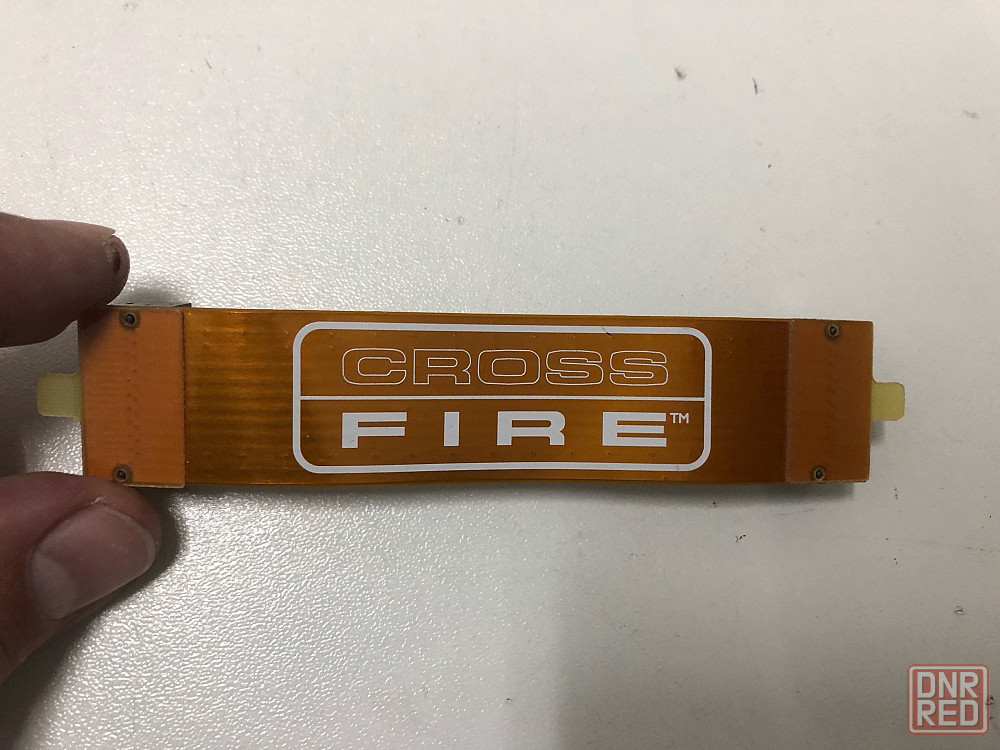 CROSS
FIRE™
DNR
RED